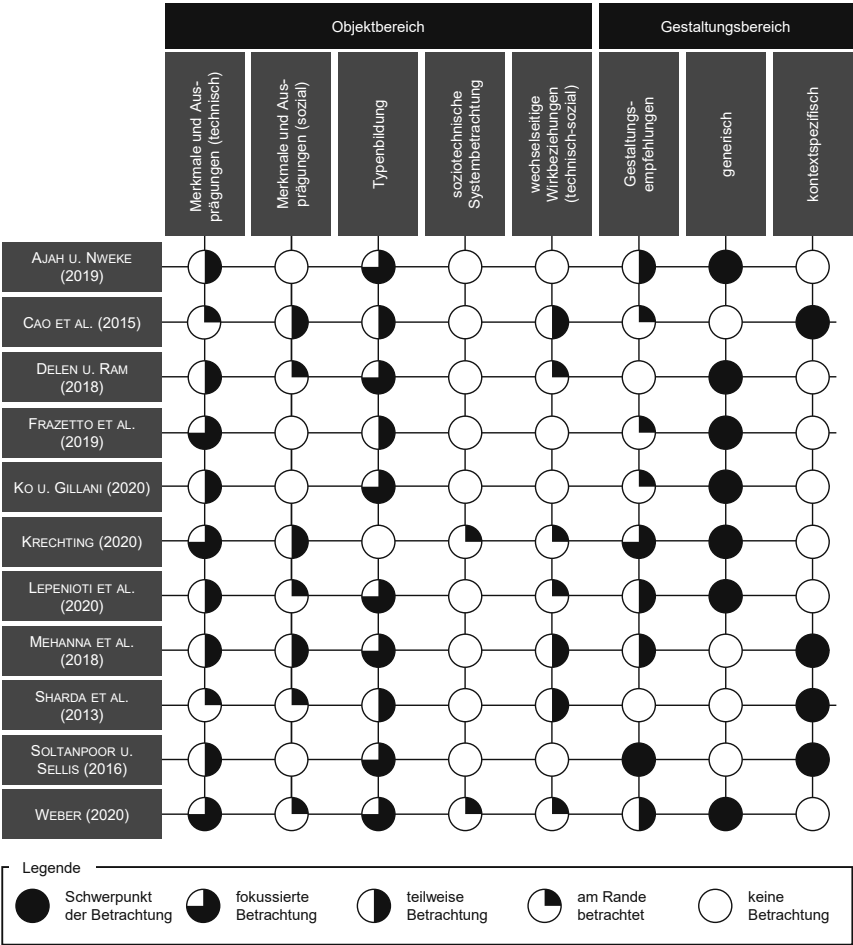 Objektbereich
Gestaltungsbereich
Merkmale und Aus-
prägungen (technisch)
Merkmale und Aus-
prägungen (sozial)
Typenbildung
soziotechnische
Systembetrachtung
wechselseitige
Wirkbeziehungen
(technisch-sozial)
Gestaltungs-
empfehlungen
generisch
kontextspezifisch
AJAH U. NWEKE
(2019)
CAO ET AL. (2015)
DELEN U. RAM
(2018)
FRAZETTO ET AL.
(2019)
KO U. GILLANI (2020)
KRECHTING (2020)
LEPENIOTI ET AL.
(2020)
MEHANNA ET AL.
(2018)
SHARDA ET AL.
(2013)
SOLTANPOOR U.
SELLIS (2016)
WEBER (2020)
Legende
Schwerpunkt
der Betrachtung
fokussierte
Betrachtung
teilweise
Betrachtung
am Rande
betrachtet
keine
Betrachtung